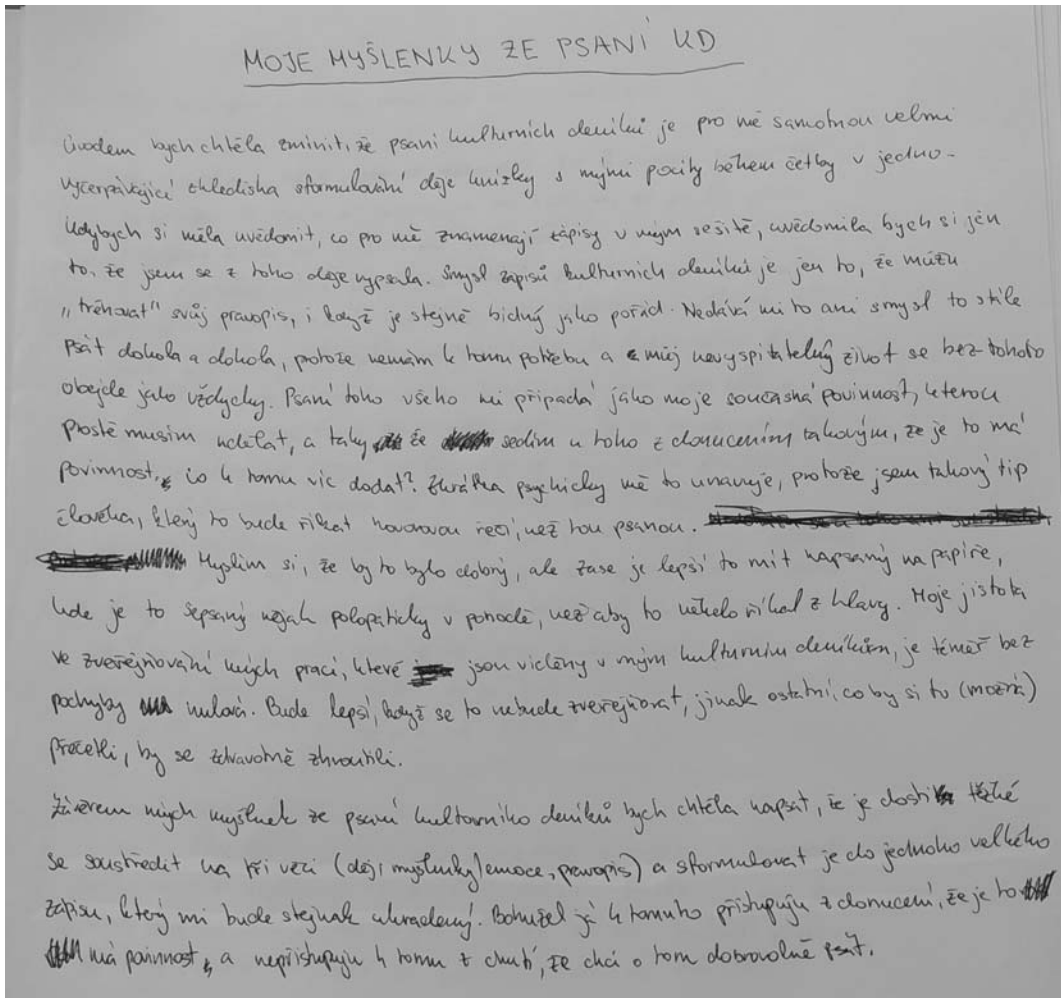 MOJE MYŠLENKY ZE PSANÍ KD
Úvodem bych chtěla zminit, že psaní kulturních deníků je pro mě samotnou velmi
vyčerpávající zhlediska sformulování děje knížky s mými pocity během četby v jedno-
Kdybych si měla uvědomit, co pro mě znamenají zápisy v mým sešitě, uvědomila bych si jen
to, že jsem se z toho děje vypsala. Smysl zápisů kulturních deníků je jen to, že můžu
"trénovat" svůj pravopis, i když je stejně bídný jako pořád. Nedává mi to ani smysl to stále
psát dokola a dokola, protože nemám k tomu potřebu a můj nevyspitatelný život se bez tohoto
obejde jako vždycky. Psaní toho všeho mi připadá jako moje současná povinnost, kterou
prostě musím udělat, a taky že sedím u toho z donucením takovým, že je to má
povinnost, co k tomu víc dodat? Zkrátka psychicky mě to unavuje, protože jsem takový tip
člověka, který to bude říkat hovorovou řečí, než tou psanou.
Myslím si, že by to bylo dobrý, ale zase je lepší to mít napsaný na papíře,
kde je to sepsaný nějak polopaticky v pohodě, než aby to někdo říkal z hlavy. Moje jistota
ve zveřejňování mých prací, které jsou viděny v mým kulturním deníkům, je téměř bez
pochyby nulová. Bude lepší, když se to nebude zveřejňovat, jinak ostatní, co by si to (možná)
přečetli, by se zdravotně zhroutili.
Závěrem mých myšlenek ze psaní kulturního deníků bych chtěla napsat, že je dosti těžké
se soustředit na tři věci (děj, myšlenky/emoce, pravopis) a sformulovat je do jednoho velkého
zápisu, který mi bude stejnak ukradený. Bohužel já k tomuto přistupuju z donucení, že je to
má povinnost, a nepřistupuju k tomu z chutí, že chci o tom dobrovolně psát.